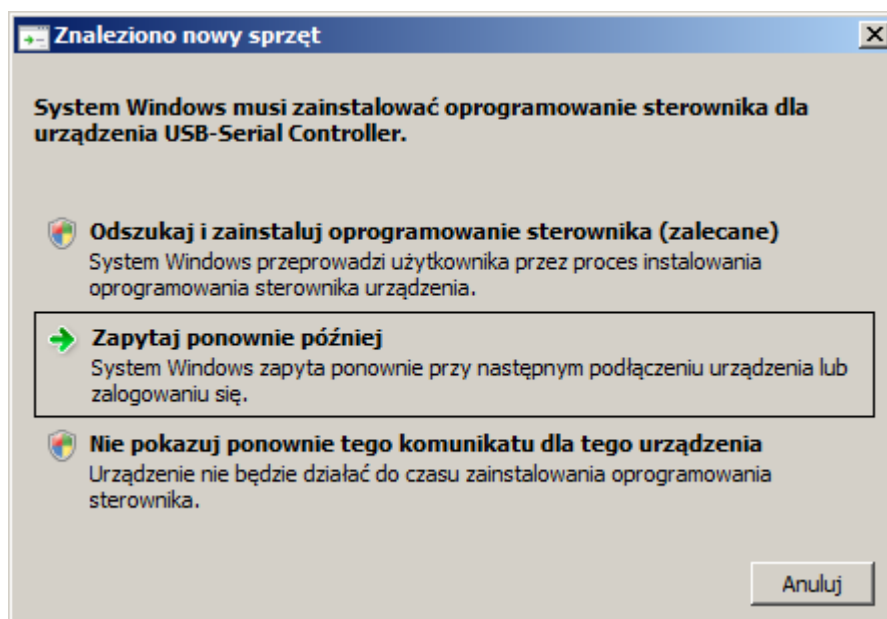 Znaleziono nowy sprzęt
System Windows musi zainstalować oprogramowanie sterownika dla
urządzenia USB-Serial Controller.
Odszukaj i zainstaluj oprogramowanie sterownika (zalecane)
System Windows przeprowadzi użytkownika przez proces instalowania
oprogramowania sterownika urządzenia.
Zapytaj ponownie później
System Windows zapyta ponownie przy następnym podłączeniu urządzenia lub
zalogowaniu się.
Nie pokazuj ponownie tego komunikatu dla tego urządzenia
Urządzenie nie będzie działać do czasu zainstalowania oprogramowania
sterownika.
Anuluj